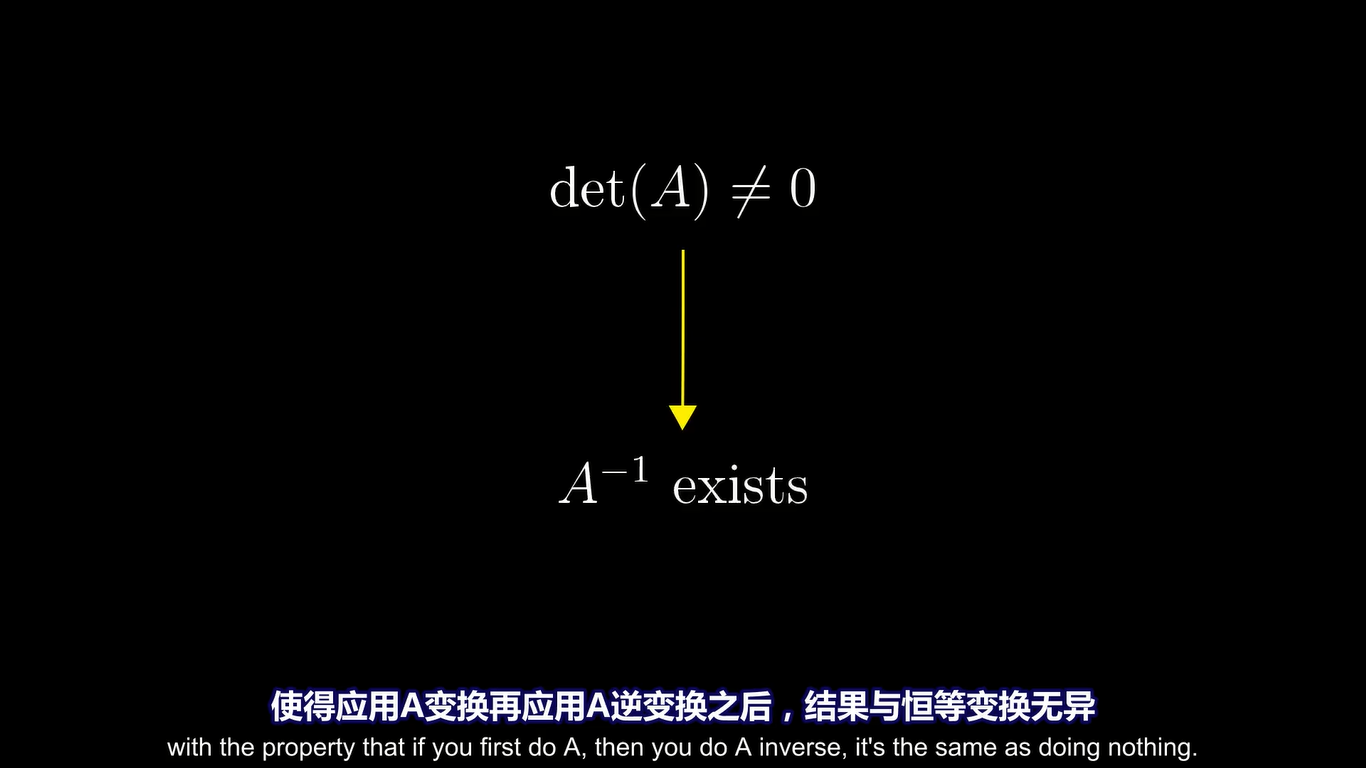 det(A) ≠ 0
A⁻¹ exists
使得应用A变换再应用A逆变换之后，结果与恒等变换无异
with the property that if you first do A, then you do A inverse, it's the same as doing nothing.